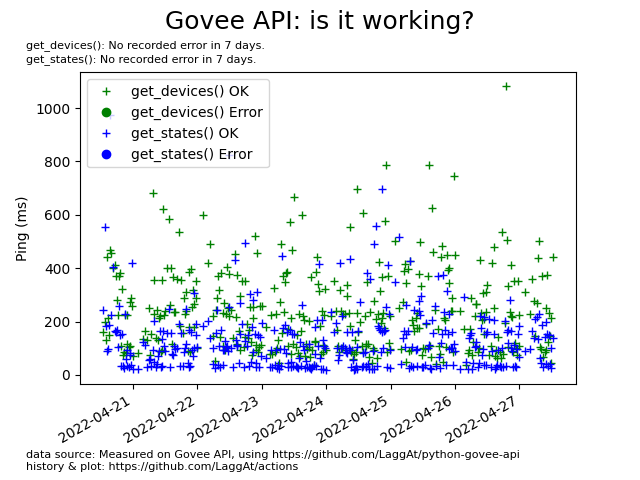 Govee API: is it working?
get_devices(): No recorded error in 7 days.
get_states(): No recorded error in 7 days.
get_devices() OK
get_devices() Error
get_states() OK
get_states() Error
Ping (ms)
1000
800
600
400
200
0
2022-04-21
2022-04-22
2022-04-23
2022-04-24
2022-04-25
2022-04-26
2022-04-27
data source: Measured on Govee API, using https://github.com/LaggAt/python-govee-api
history & plot: https://github.com/LaggAt/actions